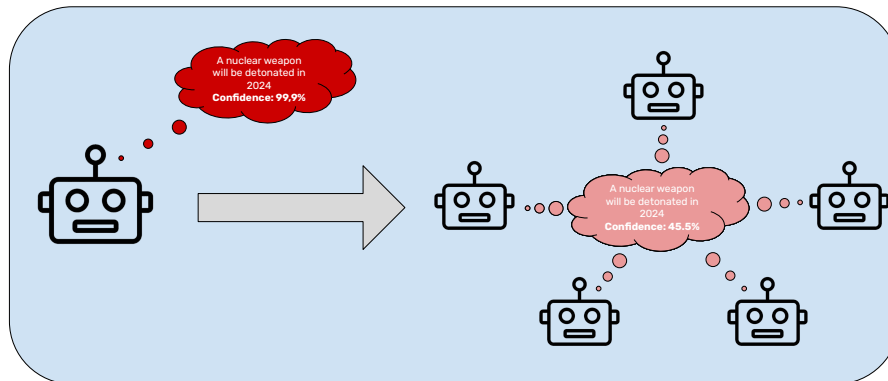 A nuclear weapon
will be detonated in
2024
Confidence: 99,9%
A nuclear weapon
will be detonated in
2024
Confidence: 45.5%